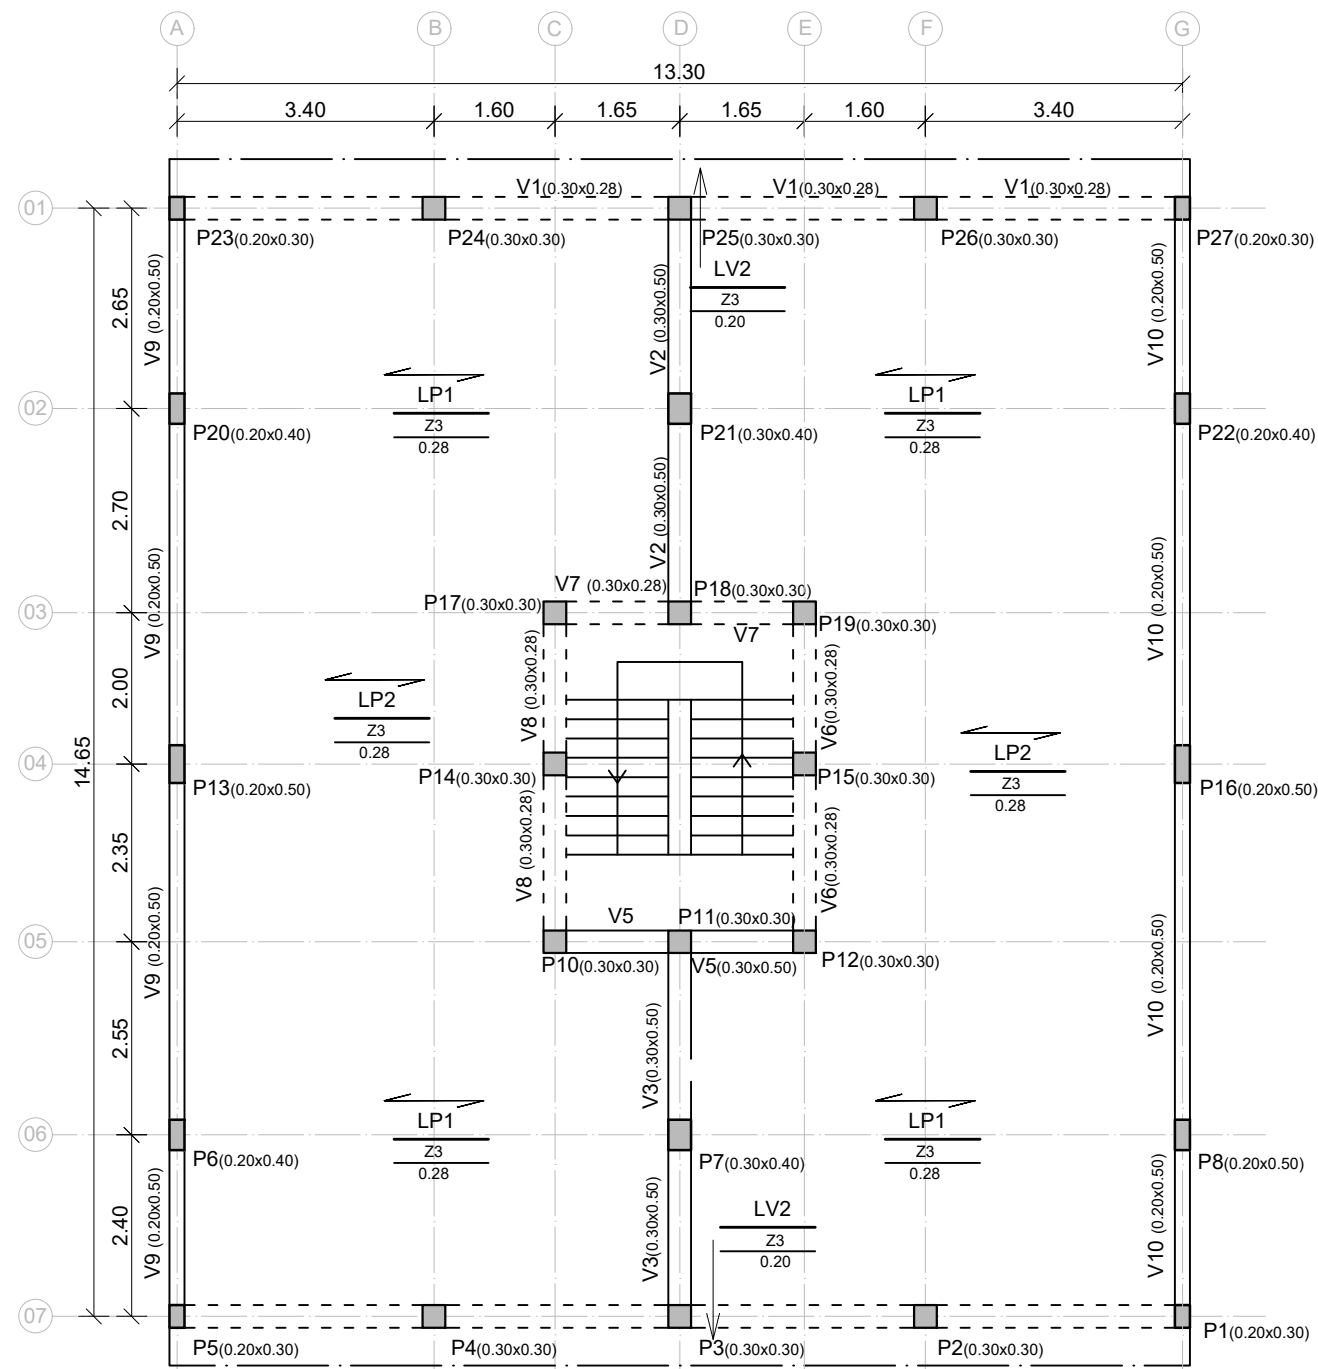 A B C D E F G
13.30
3.40 1.60 1.65 1.65 1.60 3.40
V1(0.30x0.28) V1(0.30x0.28) V1(0.30x0.28)
01
P23(0.20x0.30) P24(0.30x0.30) P25(0.30x0.30) P26(0.30x0.30) P27(0.20x0.30)
2.65
V9 (0.20x0.50)
V2 (0.30x0.50)
LV2
Z3
0.20
V10 (0.20x0.50)
LP1
Z3
0.28
LP1
Z3
0.28
02
P20(0.20x0.40) P21(0.30x0.40) P22(0.20x0.40)
2.70
V9 (0.20x0.50)
V2 (0.30x0.50)
V10 (0.20x0.50)
V7 (0.30x0.28) P18(0.30x0.30)
03
P17(0.30x0.30) P19(0.30x0.30)
V7
2.00
V8 (0.30x0.28)
V6(0.30x0.28)
LP2
Z3
0.28
LP2
Z3
0.28
14.65
04
P13(0.20x0.50) P14(0.30x0.30) P15(0.30x0.30) P16(0.20x0.50)
2.35
V8 (0.30x0.28)
V6(0.30x0.28)
V5 P11(0.30x0.30)
05
P10(0.30x0.30) V5(0.30x0.50) P12(0.30x0.30)
V9 (0.20x0.50)
V10 (0.20x0.50)
2.55
V3(0.30x0.50)
LP1
Z3
0.28
LP1
Z3
0.28
06
P6(0.20x0.40) P7(0.30x0.40) P8(0.20x0.50)
2.40
V9 (0.20x0.50)
V3(0.30x0.50)
LV2
Z3
0.20
V10 (0.20x0.50)
07
P5(0.20x0.30) P4(0.30x0.30) P3(0.30x0.30) P2(0.30x0.30) P1(0.20x0.30)